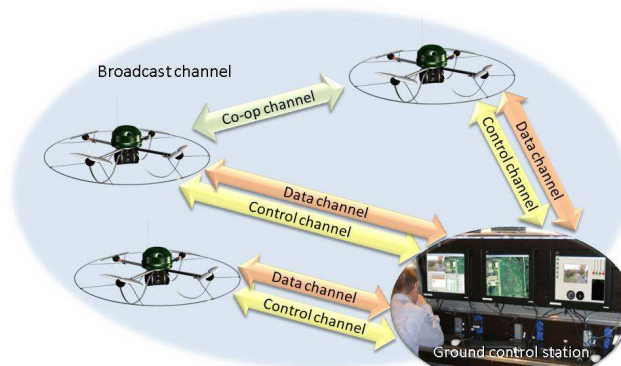 Broadcast channel
Co-op channel
Control channel
Data channel
Data channel
Control channel
Data channel
Control channel
Ground control station